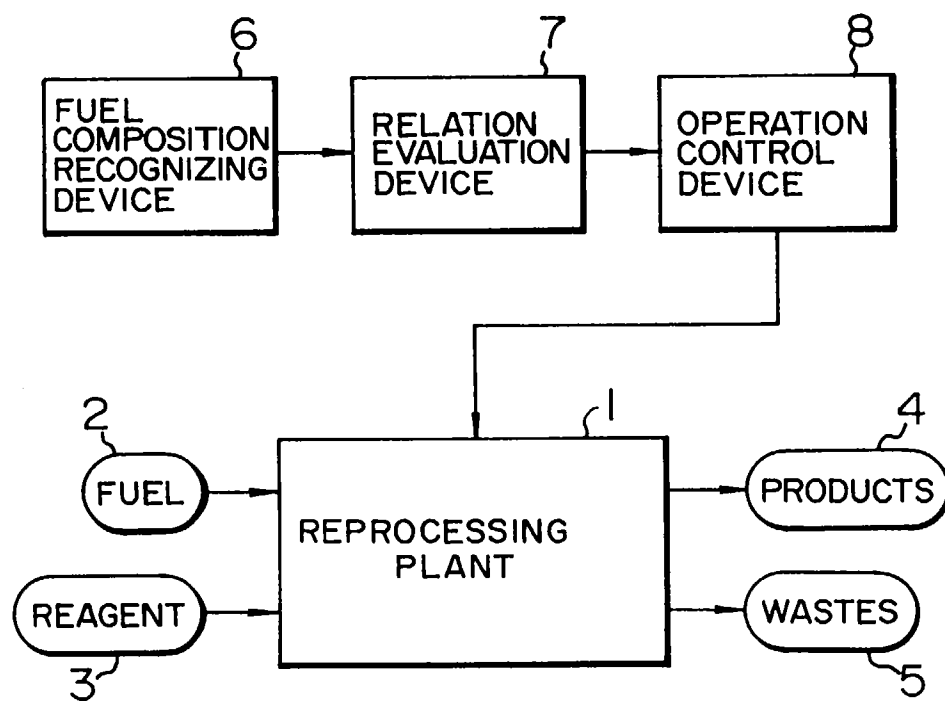 6
7
8
FUEL
COMPOSITION
RECOGNIZING
DEVICE
RELATION
EVALUATION
DEVICE
OPERATION
CONTROL
DEVICE
1
2
4
FUEL
PRODUCTS
REPROCESSING
PLANT
REAGENT
WASTES
3
5